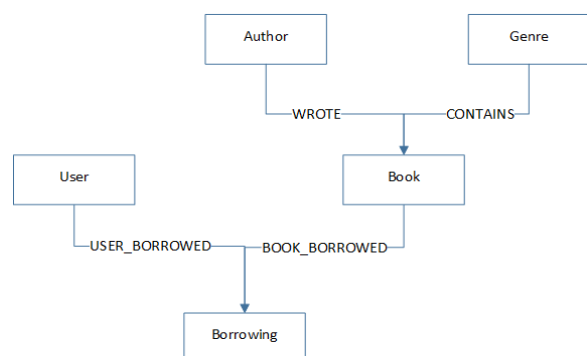 Author
Genre
WROTE
CONTAINS
User
Book
USER_BORROWED
BOOK_BORROWED
Borrowing